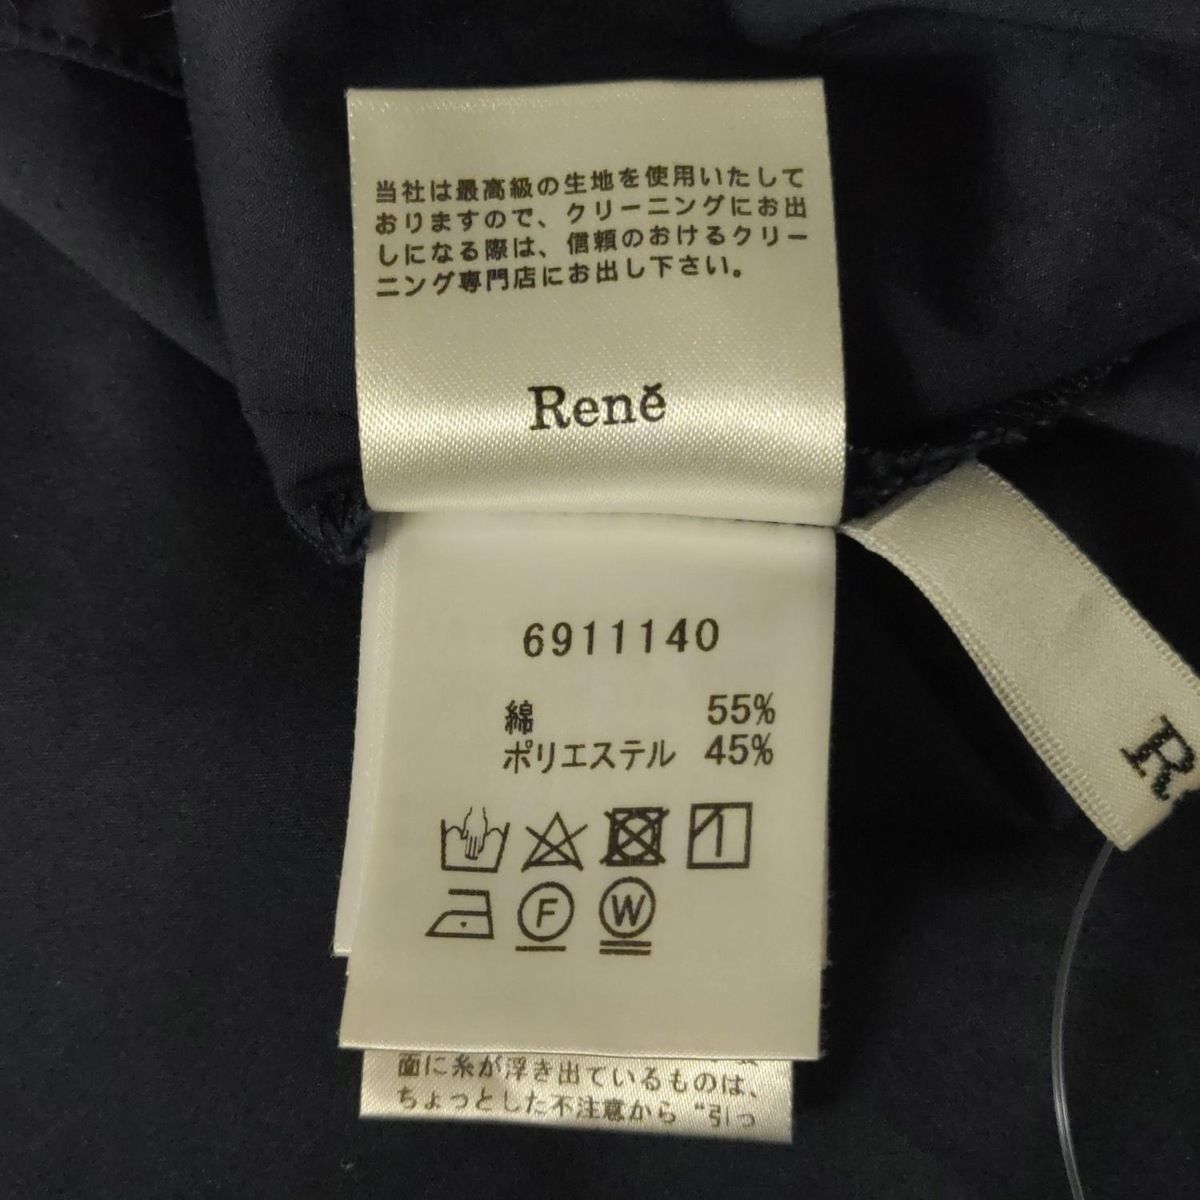 当社は最高級の生地を使用いたして
おりますので、クリーニングにお出
しになる際は、信頼のおけるクリー
ニング専門店にお出し下さい。
René
6911140
綿 55%
ポリエステル 45%
F W
面に糸が浮き出ているものは、
ちょっとした不注意から“引っ